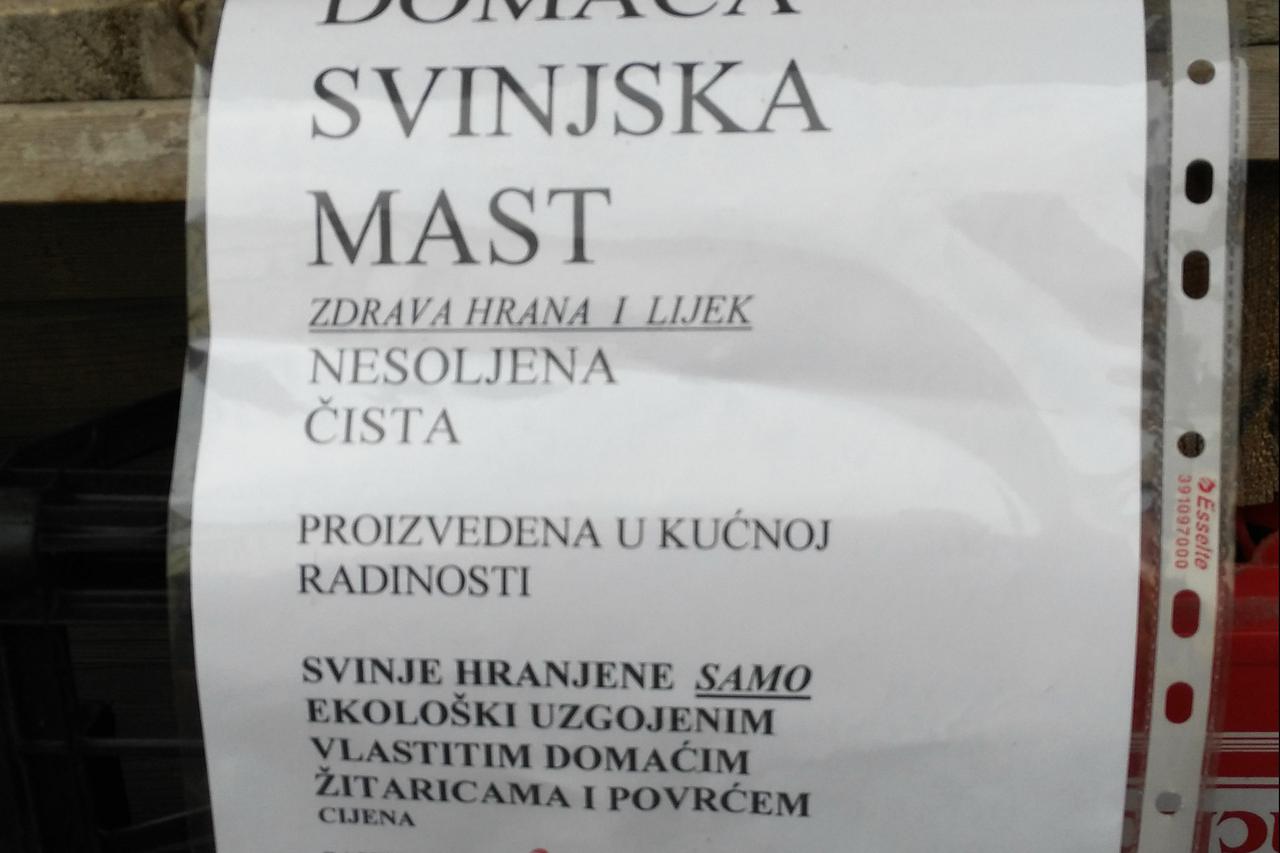 DOMAĆA
SVINJSKA
MAST
ZDRAVA HRANA I LIJEK
NESOLJENA
ČISTA
PROIZVEDENA U KUĆNOJ
RADINOSTI
SVINJE HRANJENE SAMO
EKOLOŠKI UZGOJENIM
VLASTITIM DOMAĆIM
ŽITARICAMA I POVRĆEM
CIJENA
Esselte
391097000